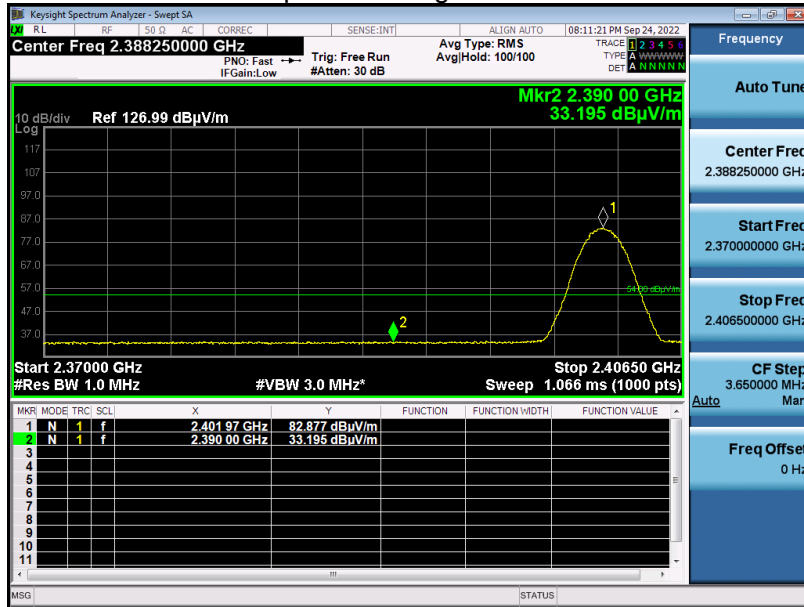 Keysight Spectrum Analyzer - Swept SA
LXI RL RF 50 Ω AC CORREC SENSE:INT ALIGN AUTO 08:11:21 PM Sep 24, 2022
Center Freq 2.388250000 GHz
PNO: Fast
IFGain:Low
Trig: Free Run
#Atten: 30 dB
Avg Type: RMS
Avg|Hold: 100/100
TRACE 1 2 3 4 5 6
TYPE A WWWWW
DET A N N N N N
Mkr2 2.390 00 GHz
33.195 dBµV/m
10 dB/div Ref 126.99 dBµV/m
Log
117
107
97.0
87.0
77.0
67.0
57.0
47.0
37.0
1
2
54.00 dBµV/m
Start 2.37000 GHz Stop 2.40650 GHz
#Res BW 1.0 MHz #VBW 3.0 MHz* Sweep 1.066 ms (1000 pts)
MKR MODE TRC SCL X Y FUNCTION FUNCTION WIDTH FUNCTION VALUE
1 N 1 f 2.401 97 GHz 82.877 dBµV/m
2 N 1 f 2.390 00 GHz 33.195 dBµV/m
3
4
5
6
7
8
9
10
11
MSG STATUS
Frequency
Auto Tune
Center Freq
2.388250000 GHz
Start Freq
2.370000000 GHz
Stop Freq
2.406500000 GHz
CF Step
3.650000 MHz
Auto Man
Freq Offset
0 Hz